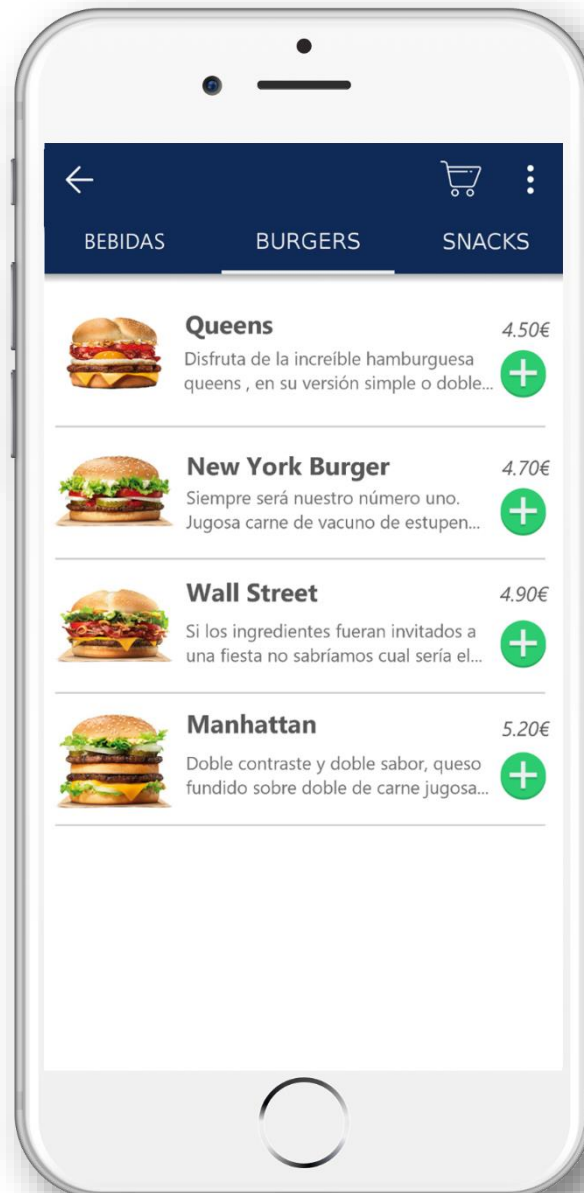 BEBIDAS BURGERS SNACKS
Queens 4.50€
Disfruta de la increíble hamburguesa
queens , en su versión simple o doble...
New York Burger 4.70€
Siempre será nuestro número uno.
Jugosa carne de vacuno de estupen...
Wall Street 4.90€
Si los ingredientes fueran invitados a
una fiesta no sabríamos cual sería el...
Manhattan 5.20€
Doble contraste y doble sabor, queso
fundido sobre doble de carne jugosa...